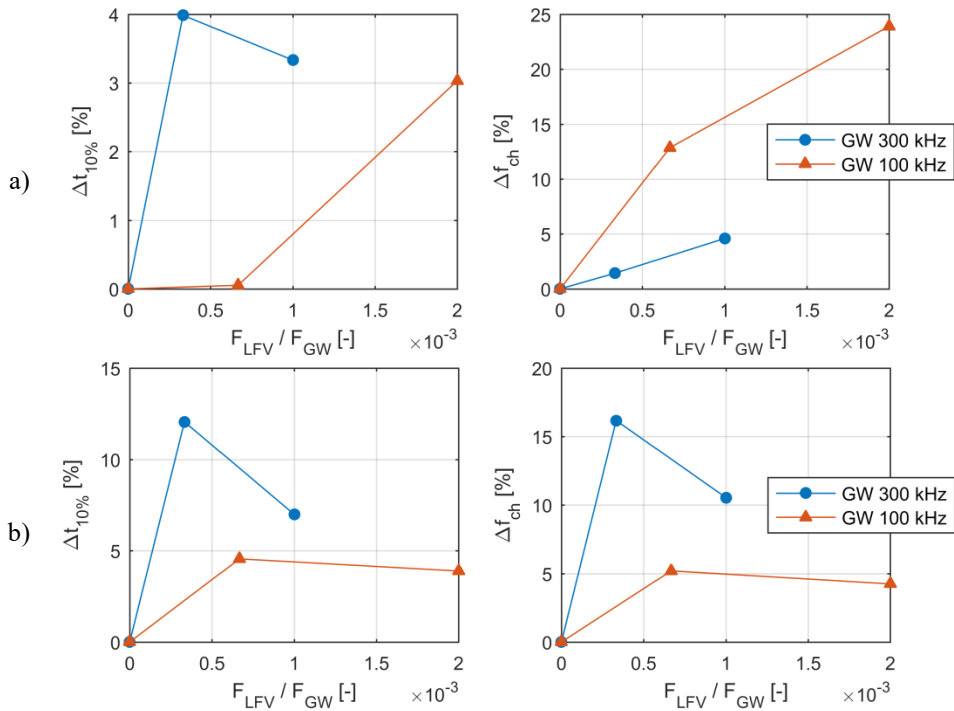 a)
4
3
2
1
0
Δt10% [%]
0 0.5 1 1.5 2
×10-3
FLFV / FGW [-]
25
20
15
10
5
0
Δfch [%]
GW 300 kHz
GW 100 kHz
0 0.5 1 1.5 2
×10-3
FLFV / FGW [-]
b)
15
10
5
0
Δt10% [%]
0 0.5 1 1.5 2
×10-3
FLFV / FGW [-]
20
15
10
5
0
Δfch [%]
GW 300 kHz
GW 100 kHz
0 0.5 1 1.5 2
×10-3
FLFV / FGW [-]